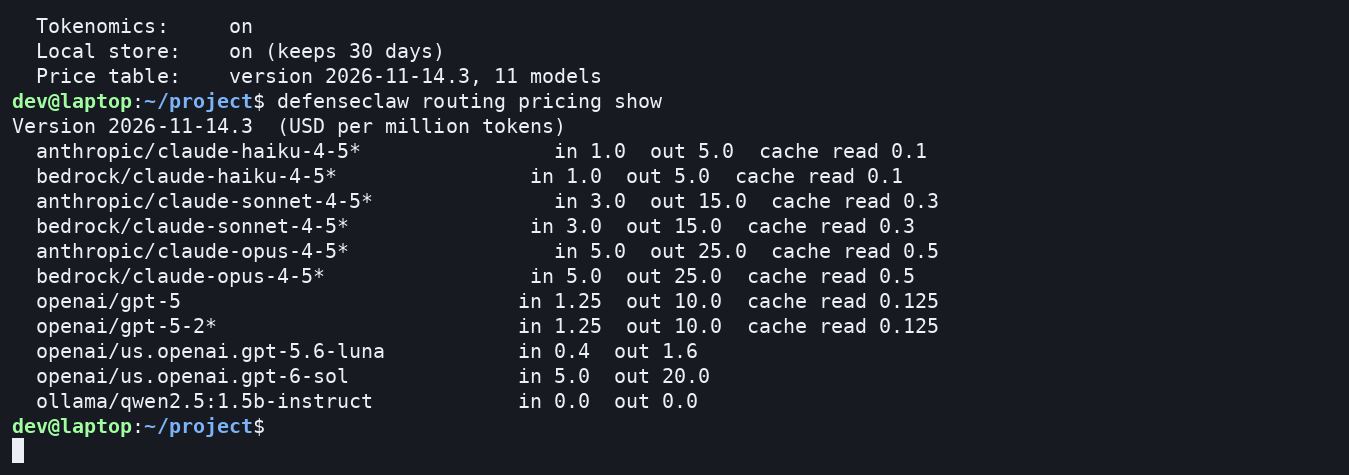 Tokenomics:     on
Local store:    on (keeps 30 days)
Price table:    version 2026-11-14.3, 11 models
dev@laptop:~/project$ defenseclaw routing pricing show
Version 2026-11-14.3  (USD per million tokens)
  anthropic/claude-haiku-4-5*                in 1.0  out 5.0  cache read 0.1
  bedrock/claude-haiku-4-5*                in 1.0  out 5.0  cache read 0.1
  anthropic/claude-sonnet-4-5*               in 3.0  out 15.0  cache read 0.3
  bedrock/claude-sonnet-4-5*               in 3.0  out 15.0  cache read 0.3
  anthropic/claude-opus-4-5*                 in 5.0  out 25.0  cache read 0.5
  bedrock/claude-opus-4-5*                 in 5.0  out 25.0  cache read 0.5
  openai/gpt-5                            in 1.25  out 10.0  cache read 0.125
  openai/gpt-5-2*                         in 1.25  out 10.0  cache read 0.125
  openai/us.openai.gpt-5.6-luna           in 0.4  out 1.6
  openai/us.openai.gpt-6-sol              in 5.0  out 20.0
  ollama/qwen2.5:1.5b-instruct            in 0.0  out 0.0
dev@laptop:~/project$